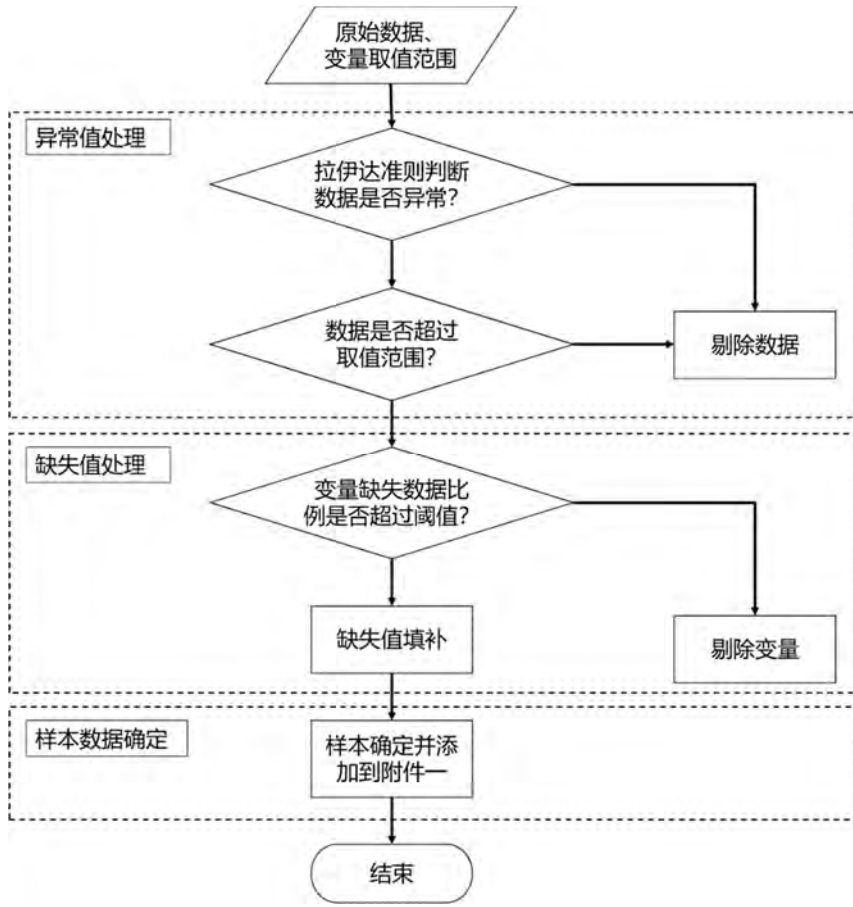 原始数据、
变量取值范围
异常值处理
拉伊达准则判断
数据是否异常?
数据是否超过
取值范围?
剔除数据
缺失值处理
变量缺失数据比
例是否超过阈值?
缺失值填补
剔除变量
样本数据确定
样本确定并添
加到附件一
结束